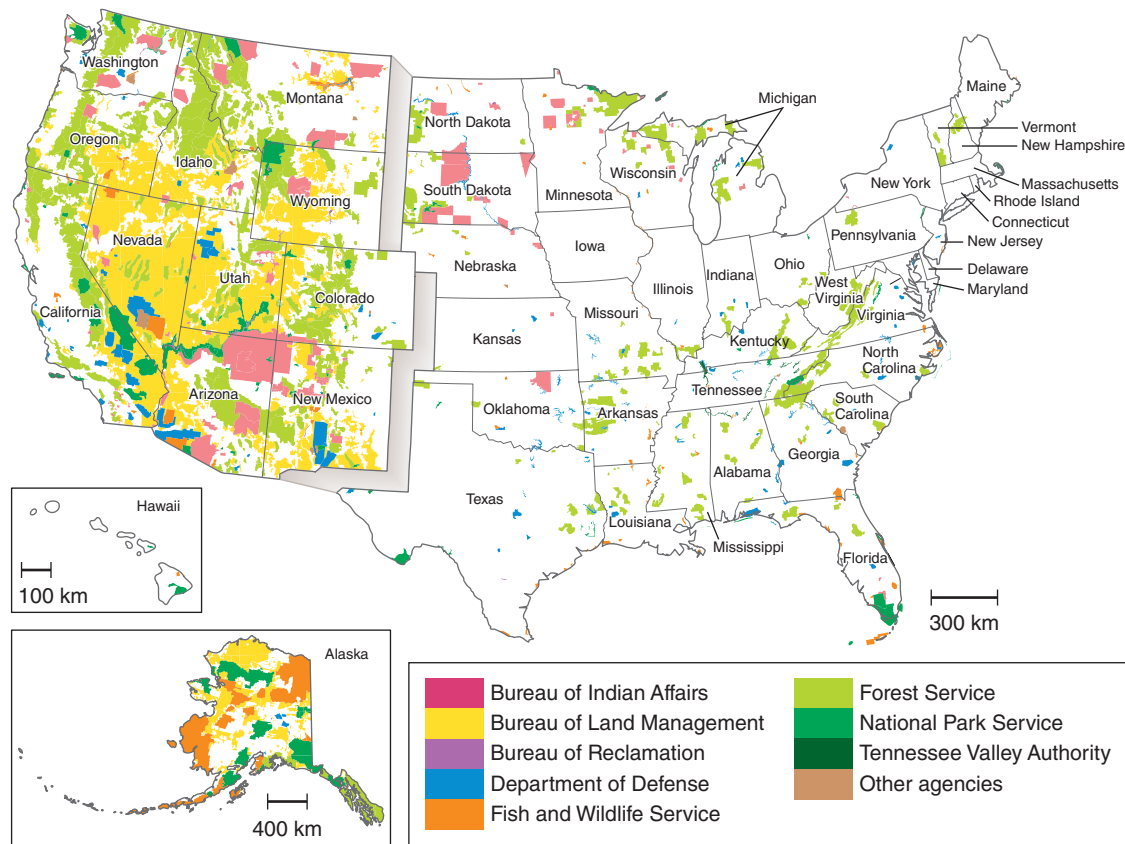 Washington
Montana
Oregon
Idaho
Wyoming
Nevada
Utah
Colorado
California
Arizona
New Mexico
North Dakota
South Dakota
Nebraska
Kansas
Oklahoma
Texas
Minnesota
Iowa
Missouri
Arkansas
Louisiana
Wisconsin
Michigan
Illinois
Indiana
Ohio
Kentucky
Tennessee
Mississippi
Alabama
Georgia
Florida
South
Carolina
North
Carolina
Virginia
West
Virginia
Pennsylvania
New York
Maine
Vermont
New Hampshire
Massachusetts
Rhode Island
Connecticut
New Jersey
Delaware
Maryland
Hawaii
100 km
300 km
Alaska
400 km
Bureau of Indian Affairs
Bureau of Land Management
Bureau of Reclamation
Department of Defense
Fish and Wildlife Service
Forest Service
National Park Service
Tennessee Valley Authority
Other agencies